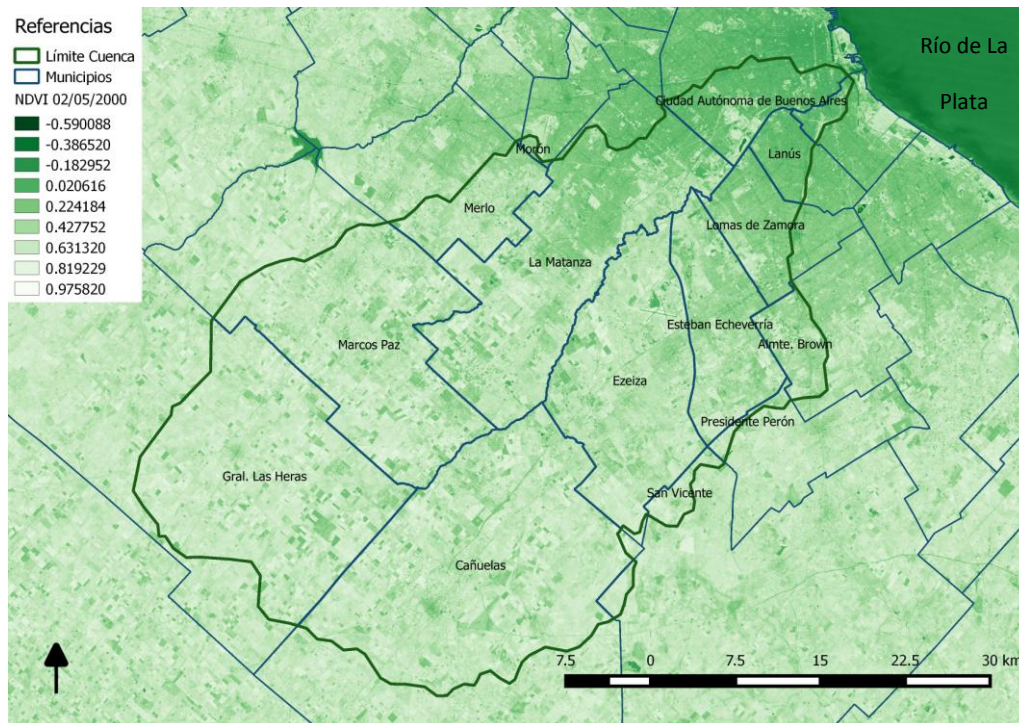 Referencias
Límite Cuenca
Municipios
NDVI 02/05/2000
-0.590088
-0.386520
-0.182952
0.020616
0.224184
0.427752
0.631320
0.819229
0.975820
Río de La
Plata
Ciudad Autónoma de Buenos Aires
Morón
Lanús
Merlo
Lomas de Zamora
La Matanza
Esteban Echeverría
Marcos Paz
Almte. Brown
Ezeiza
Presidente Perón
Gral. Las Heras
San Vicente
Cañuelas
7.5 0 7.5 15 22.5 30 km